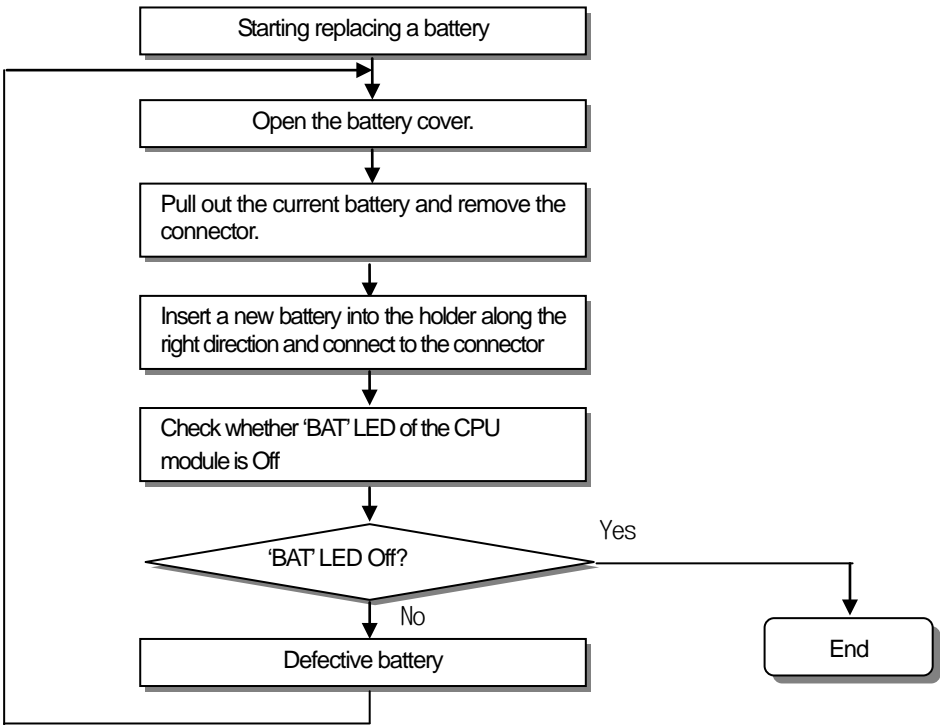 Starting replacing a battery
Open the battery cover.
Pull out the current battery and remove the
connector.
Insert a new battery into the holder along the
right direction and connect to the connector
Check whether ‘BAT’ LED of the CPU
module is Off
‘BAT’ LED Off?
Yes
No
Defective battery
End